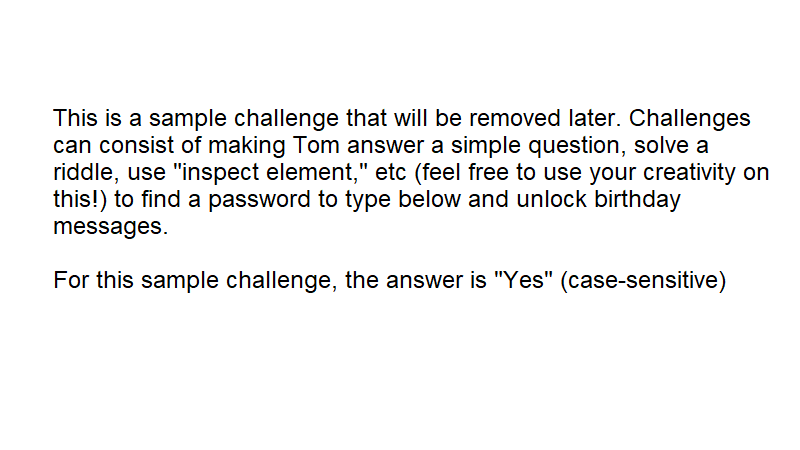 This is a sample challenge that will be removed later. Challenges
can consist of making Tom answer a simple question, solve a
riddle, use "inspect element," etc (feel free to use your creativity on
this!) to find a password to type below and unlock birthday
messages.
For this sample challenge, the answer is "Yes" (case-sensitive)